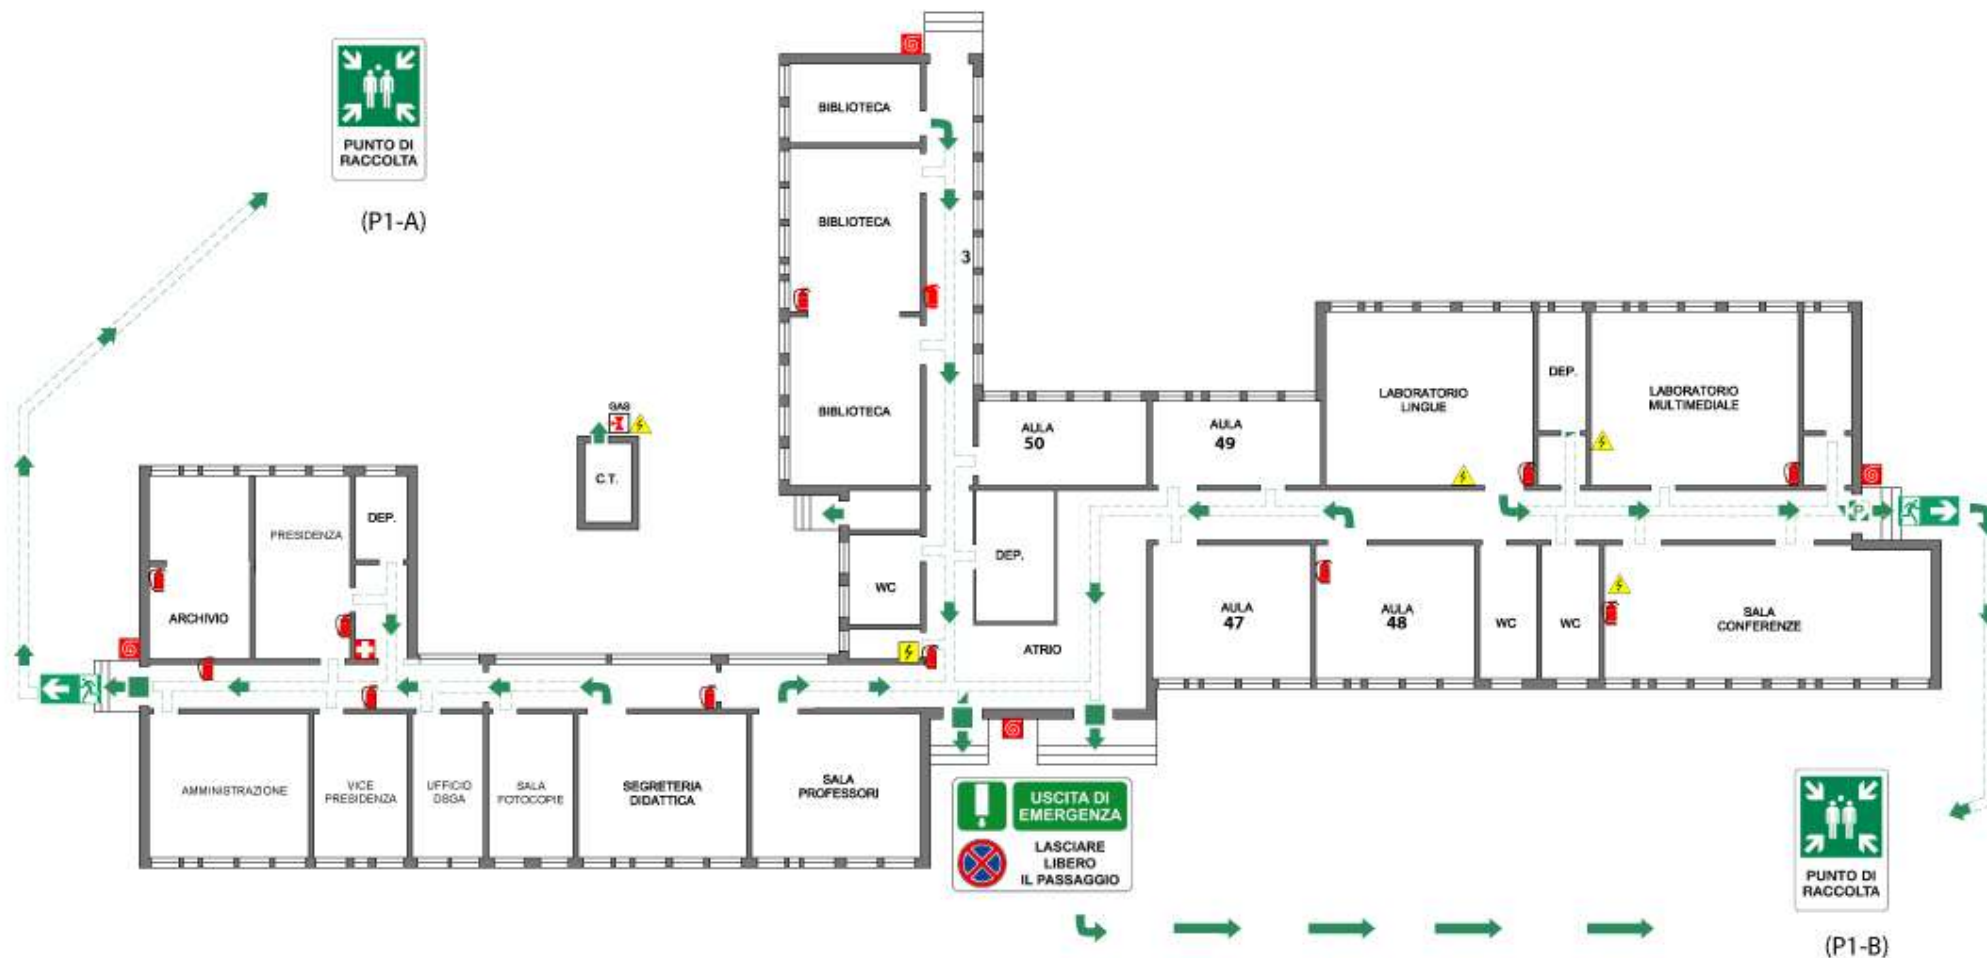 PUNTO DI
RACCOLTA
(P1-A)
BIBLIOTECA
BIBLIOTECA
3
BIBLIOTECA
GAS
C.T.
AULA
50
AULA
49
LABORATORIO
LINGUE
DEP.
LABORATORIO
MULTIMEDIALE
PRESIDENZA
DEP.
ARCHIVIO
DEP.
WC
ATRIO
P
AULA
47
AULA
48
WC
WC
SALA
CONFERENZE
AMMINISTRAZIONE
VICE
PRESIDENZA
UFFICIO
DSGA
SALA
FOTOCOPIE
SEGRETERIA
DIDATTICA
SALA
PROFESSORI
USCITA DI
EMERGENZA
LASCIARE
LIBERO
IL PASSAGGIO
PUNTO DI
RACCOLTA
(P1-B)